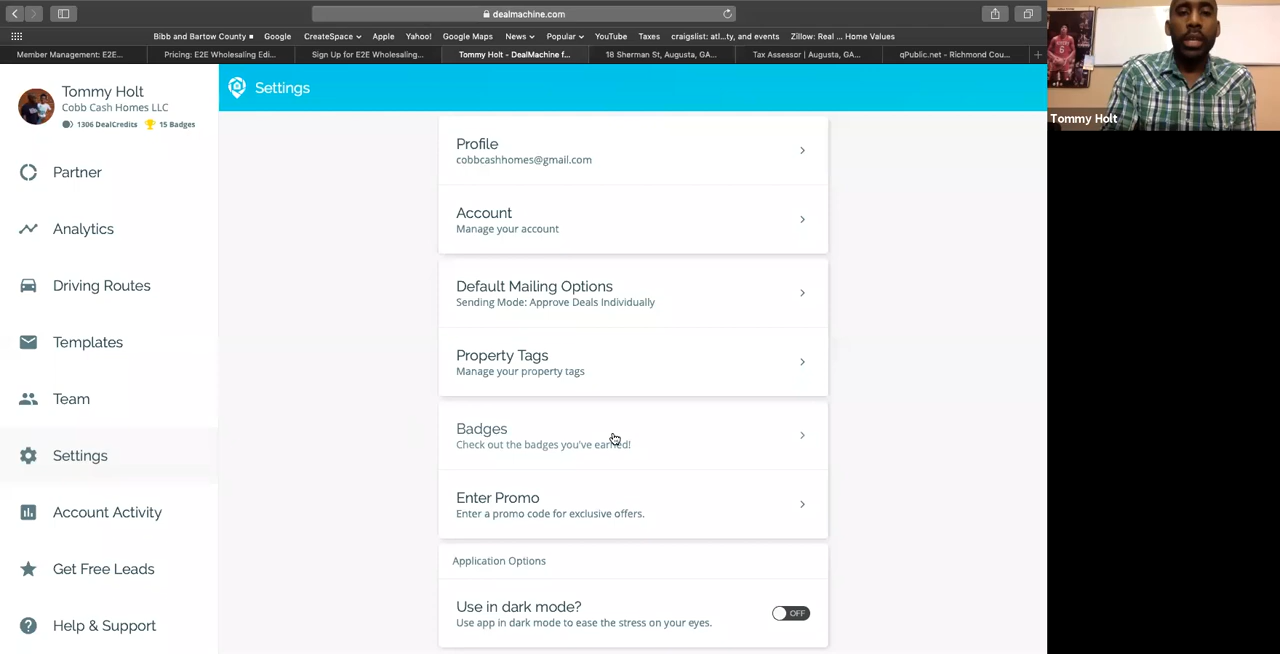 dealmachine.com
Bibb and Bartow County
Google
CreateSpace
Apple
Yahoo!
Google Maps
News
Popular
YouTube
Taxes
craigslist: atl...ty, and events
Zillow: Real ... Home Values
Member Management: E2E...
Pricing: E2E Wholesaling Edi...
Sign Up for E2E Wholesaling...
Tommy Holt - DealMachine f...
18 Sherman St, Augusta, GA...
Tax Assessor | Augusta, GA...
qPublic.net - Richmond Cou...
Tommy Holt
Cobb Cash Homes LLC
1306 DealCredits
15 Badges
Partner
Analytics
Driving Routes
Templates
Team
Settings
Account Activity
Get Free Leads
Help & Support
Settings
Profile
cobbcashhomes@gmail.com
Account
Manage your account
Default Mailing Options
Sending Mode: Approve Deals Individually
Property Tags
Manage your property tags
Badges
Check out the badges you've earned!
Enter Promo
Enter a promo code for exclusive offers.
Application Options
Use in dark mode?
OFF
Use app in dark mode to ease the stress on your eyes.
Tommy Holt
6